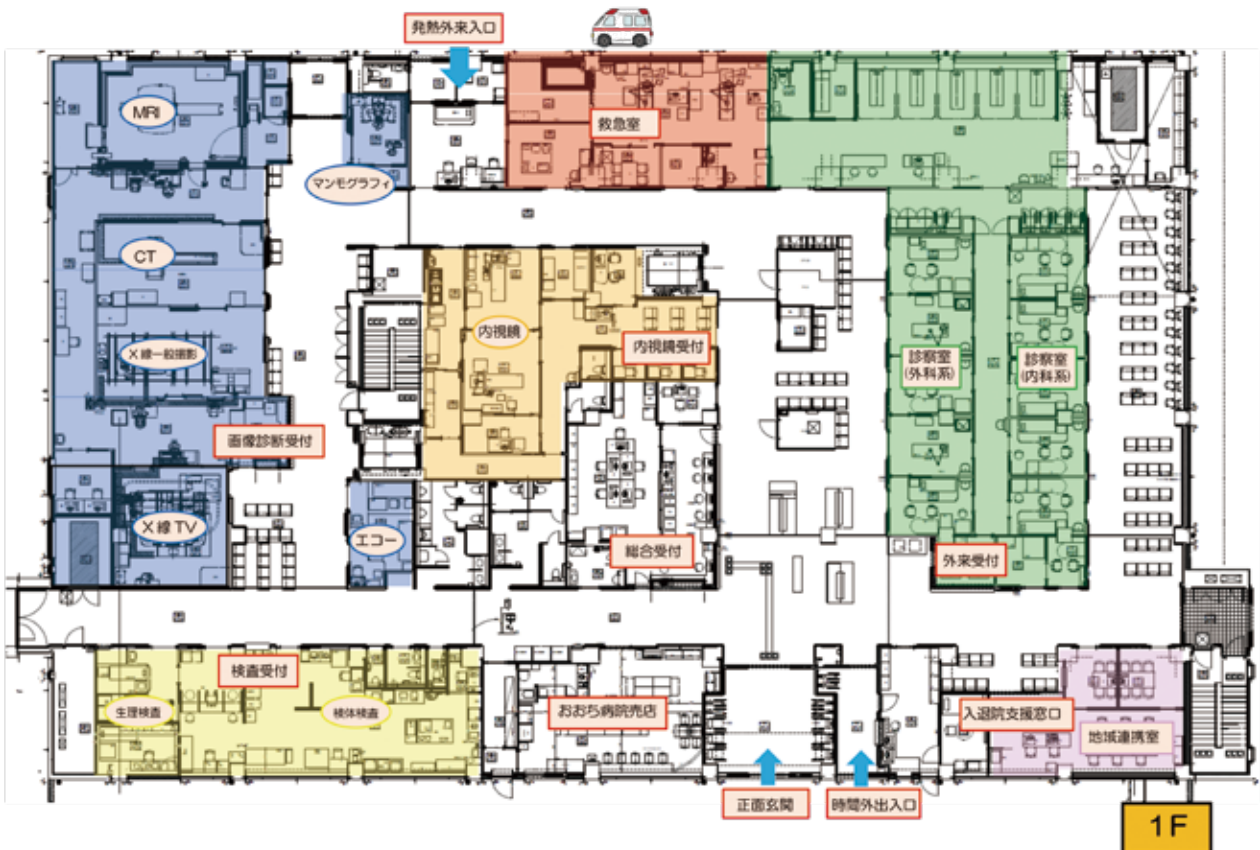 発熱外来入口
MRI
救急室
マンモグラフィ
CT
内視鏡
内視鏡受付
X線一般撮影
診察室
(外科系)
診察室
(内科系)
画像診断受付
X線TV
エコー
総合受付
外来受付
検査受付
生理検査
検体検査
おおち病院売店
入退院支援窓口
地域連携室
正面玄関
時間外出入口
1F